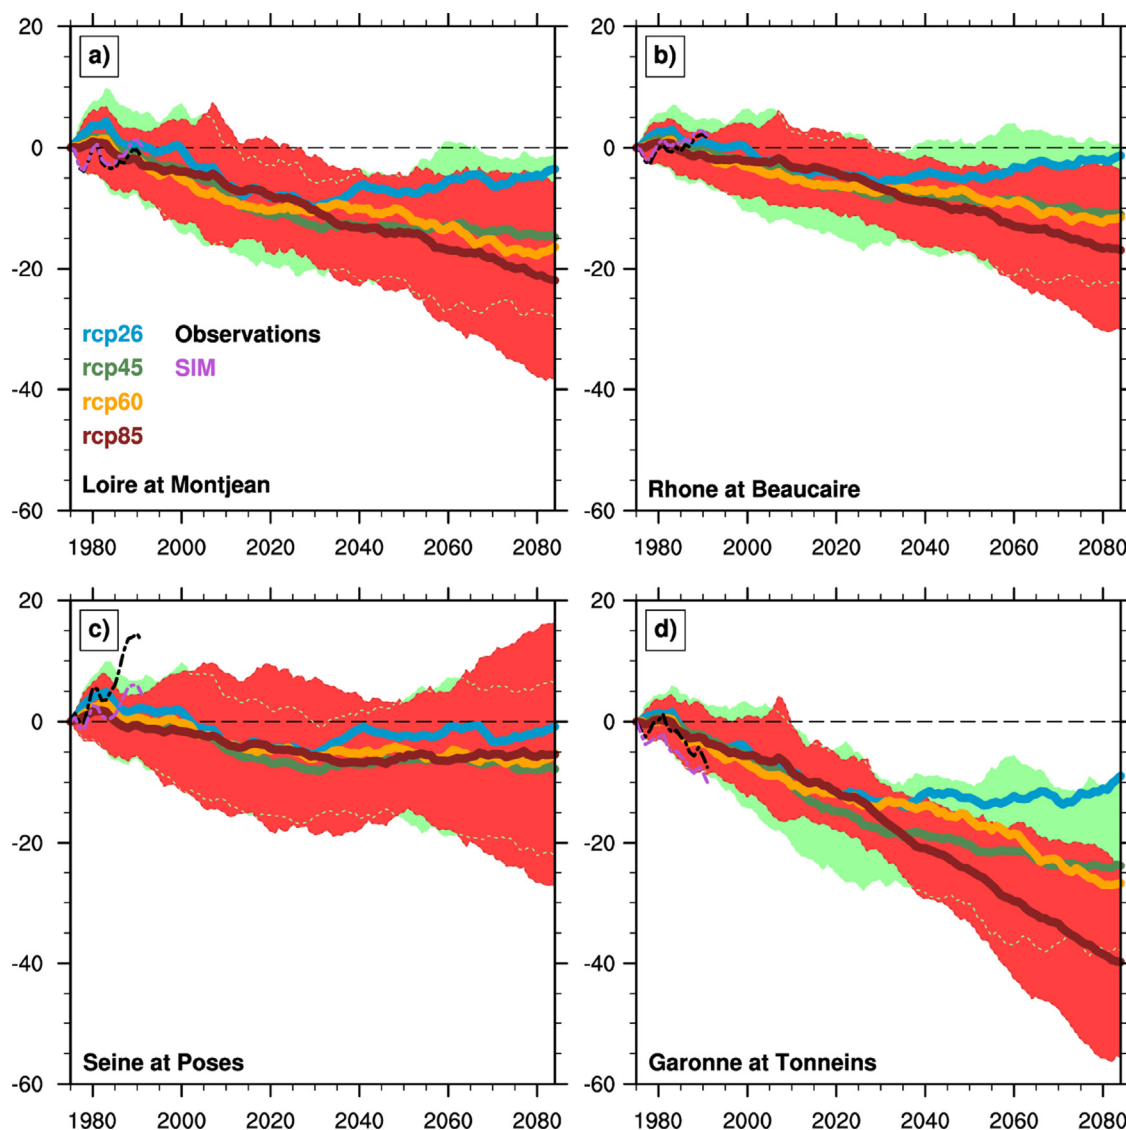 20
0
-20
-40
-60
a)
rcp26 Observations
rcp45 SIM
rcp60
rcp85
Loire at Montjean
1980 2000 2020 2040 2060 2080
20
0
-20
-40
-60
b)
Rhone at Beaucaire
1980 2000 2020 2040 2060 2080
20
0
-20
-40
-60
c)
Seine at Poses
1980 2000 2020 2040 2060 2080
20
0
-20
-40
-60
d)
Garonne at Tonneins
1980 2000 2020 2040 2060 2080